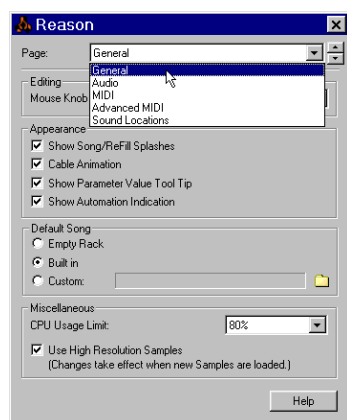 Reason
Page: General
General
Audio
MIDI
Advanced MIDI
Sound Locations
Editing
Mouse Knob
Appearance
Show Song/ReFill Splashes
Cable Animation
Show Parameter Value Tool Tip
Show Automation Indication
Default Song
Empty Rack
Built in
Custom:
Miscellaneous
CPU Usage Limit: 80%
Use High Resolution Samples
(Changes take effect when new Samples are loaded.)
Help